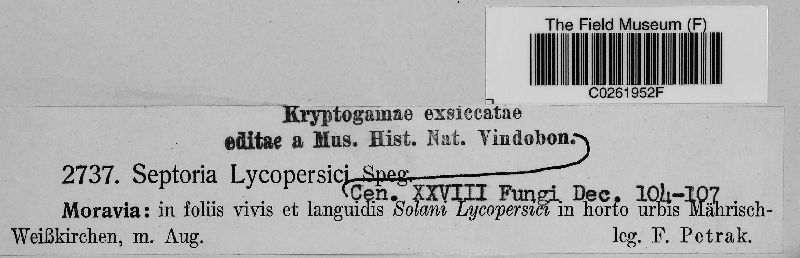 The Field Museum (F)
C0261952F
Kryptogamae exsiccatae
editae a Mus. Hist. Nat. Vindobon.
2737. Septoria Lycopersici Speg.
Cen. XXVIII Fungi Dec. 104-107
Moravia: in foliis vivis et languidis Solani Lycopersici in horto urbis Mährisch-
Weißkirchen, m. Aug. leg. F. Petrak.